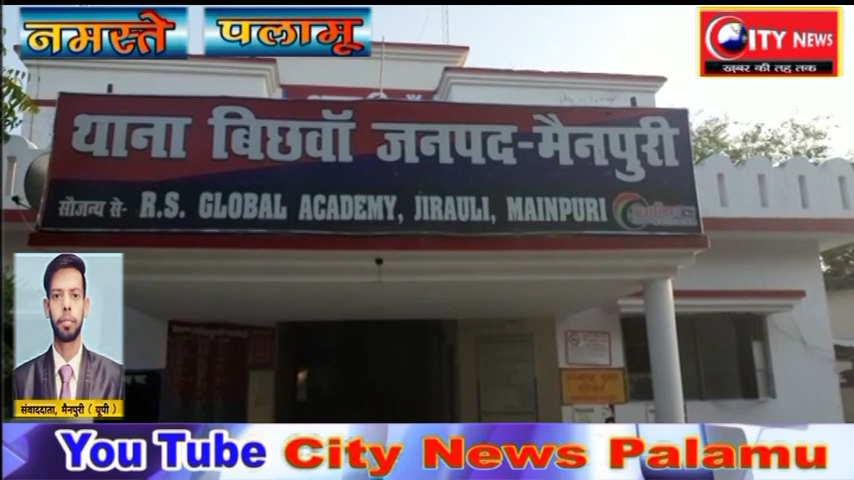 नमस्ते पलामू
CITY NEWS
ख़बर की तह तक
थाना बिछवॉ जनपद-मैनपुरी
सौजन्य से- R.S. GLOBAL ACADEMY, JIRAULI, MAINPURI
संवाददाता, मैनपुरी ( यूपी )
You Tube City News Palamu